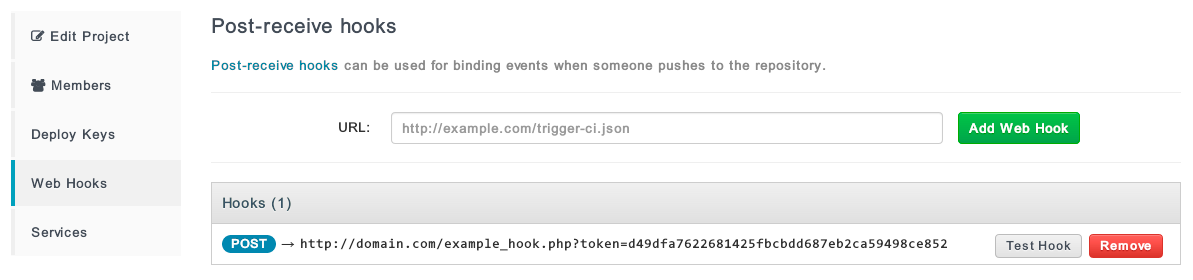 Edit Project
Members
Deploy Keys
Web Hooks
Services
Post-receive hooks
Post-receive hooks can be used for binding events when someone pushes to the repository.
URL: http://example.com/trigger-ci.json Add Web Hook
Hooks (1)
POST → http://domain.com/example_hook.php?token=d49dfa7622681425fbcbdd687eb2ca59498ce852 Test Hook Remove